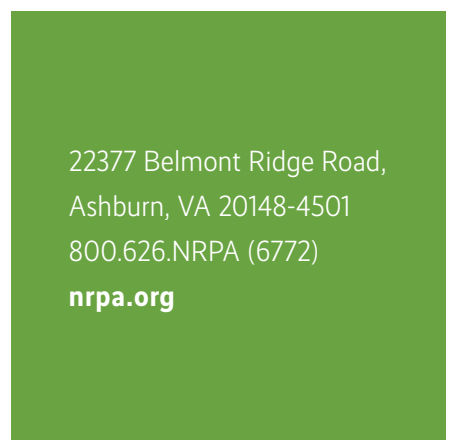 22377 Belmont Ridge Road,
Ashburn, VA 20148-4501
800.626.NRPA (6772)
nrpa.org